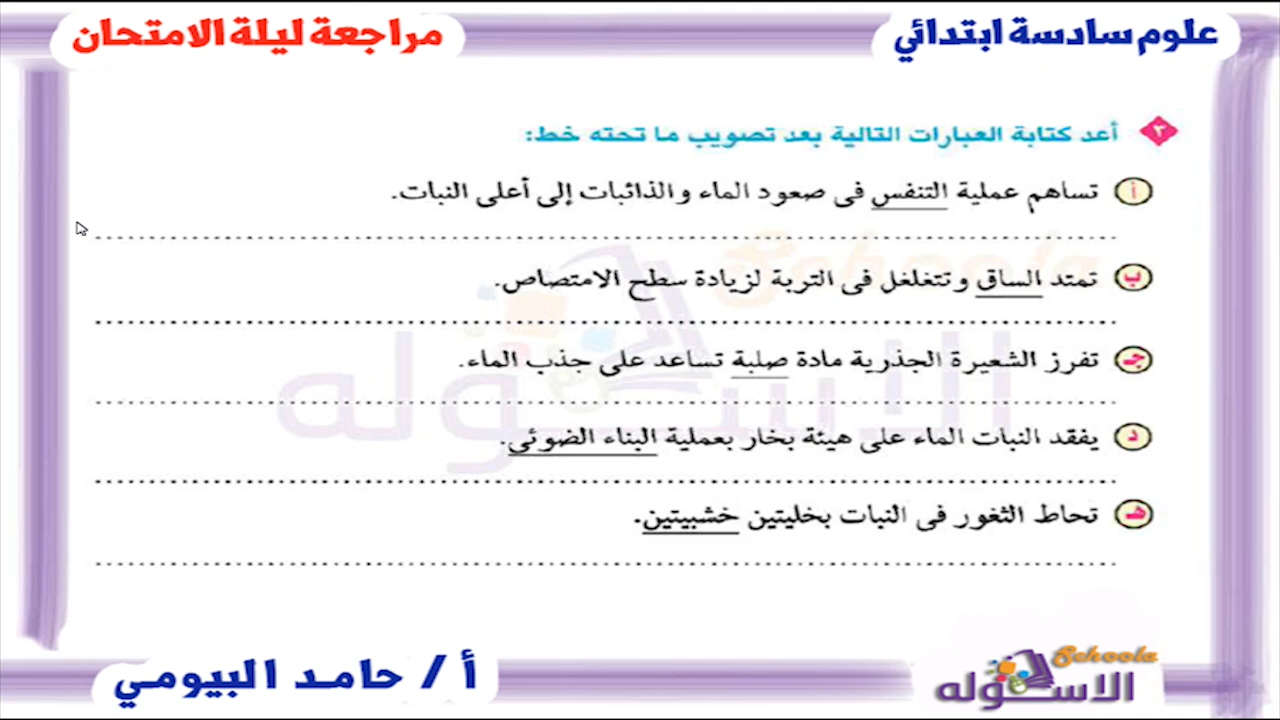 علوم سادسة ابتدائي
مراجعة ليلة الامتحان
٣ أعد كتابة العبارات التالية بعد تصويب ما تحته خط:
أ تساهم عملية التنفس فى صعود الماء والذائبات إلى أعلى النبات.
ب تمتد الساق وتتغلغل فى التربة لزيادة سطح الامتصاص.
جـ تفرز الشعيرة الجذرية مادة صلبة تساعد على جذب الماء.
د يفقد النبات الماء على هيئة بخار بعملية البناء الضوئى.
هـ تحاط الثغور فى النبات بخليتين خشبيتين.
Schoola
الاسكوله
أ / حامد البيومي